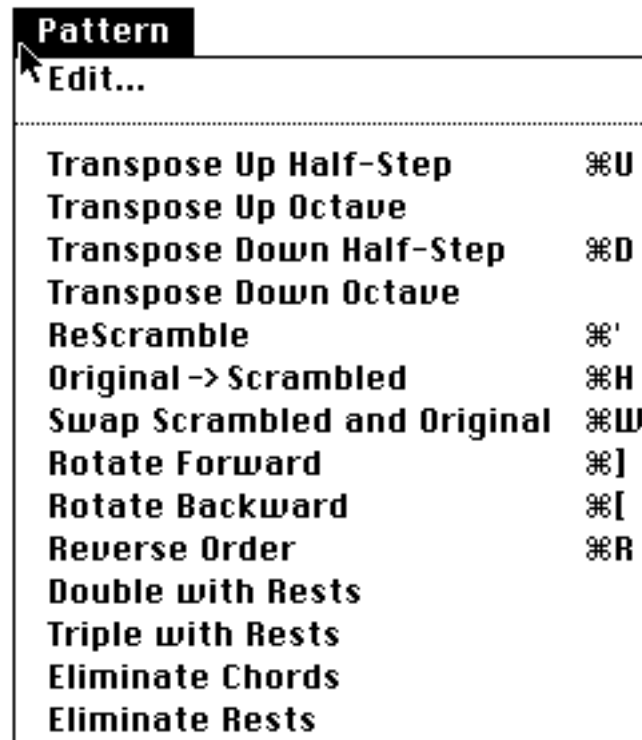 Pattern
Edit...
Transpose Up Half-Step ⌘U
Transpose Up Octave
Transpose Down Half-Step ⌘D
Transpose Down Octave
ReScramble ⌘'
Original -> Scrambled ⌘H
Swap Scrambled and Original ⌘W
Rotate Forward ⌘]
Rotate Backward ⌘[
Reverse Order ⌘R
Double with Rests
Triple with Rests
Eliminate Chords
Eliminate Rests